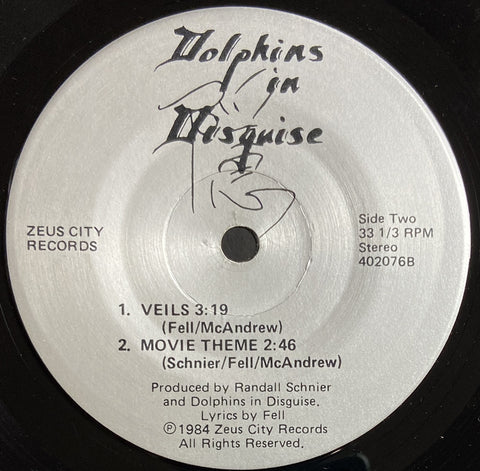 Dolphins
in
Disguise
ZEUS CITY
RECORDS
Side Two
33 1/3 RPM
Stereo
402076B
1. VEILS 3:19
(Fell/McAndrew)
2. MOVIE THEME 2:46
(Schnier/Fell/McAndrew)
Produced by Randall Schnier
and Dolphins in Disguise.
Lyrics by Fell
℗1984 Zeus City Records
All Rights Reserved.